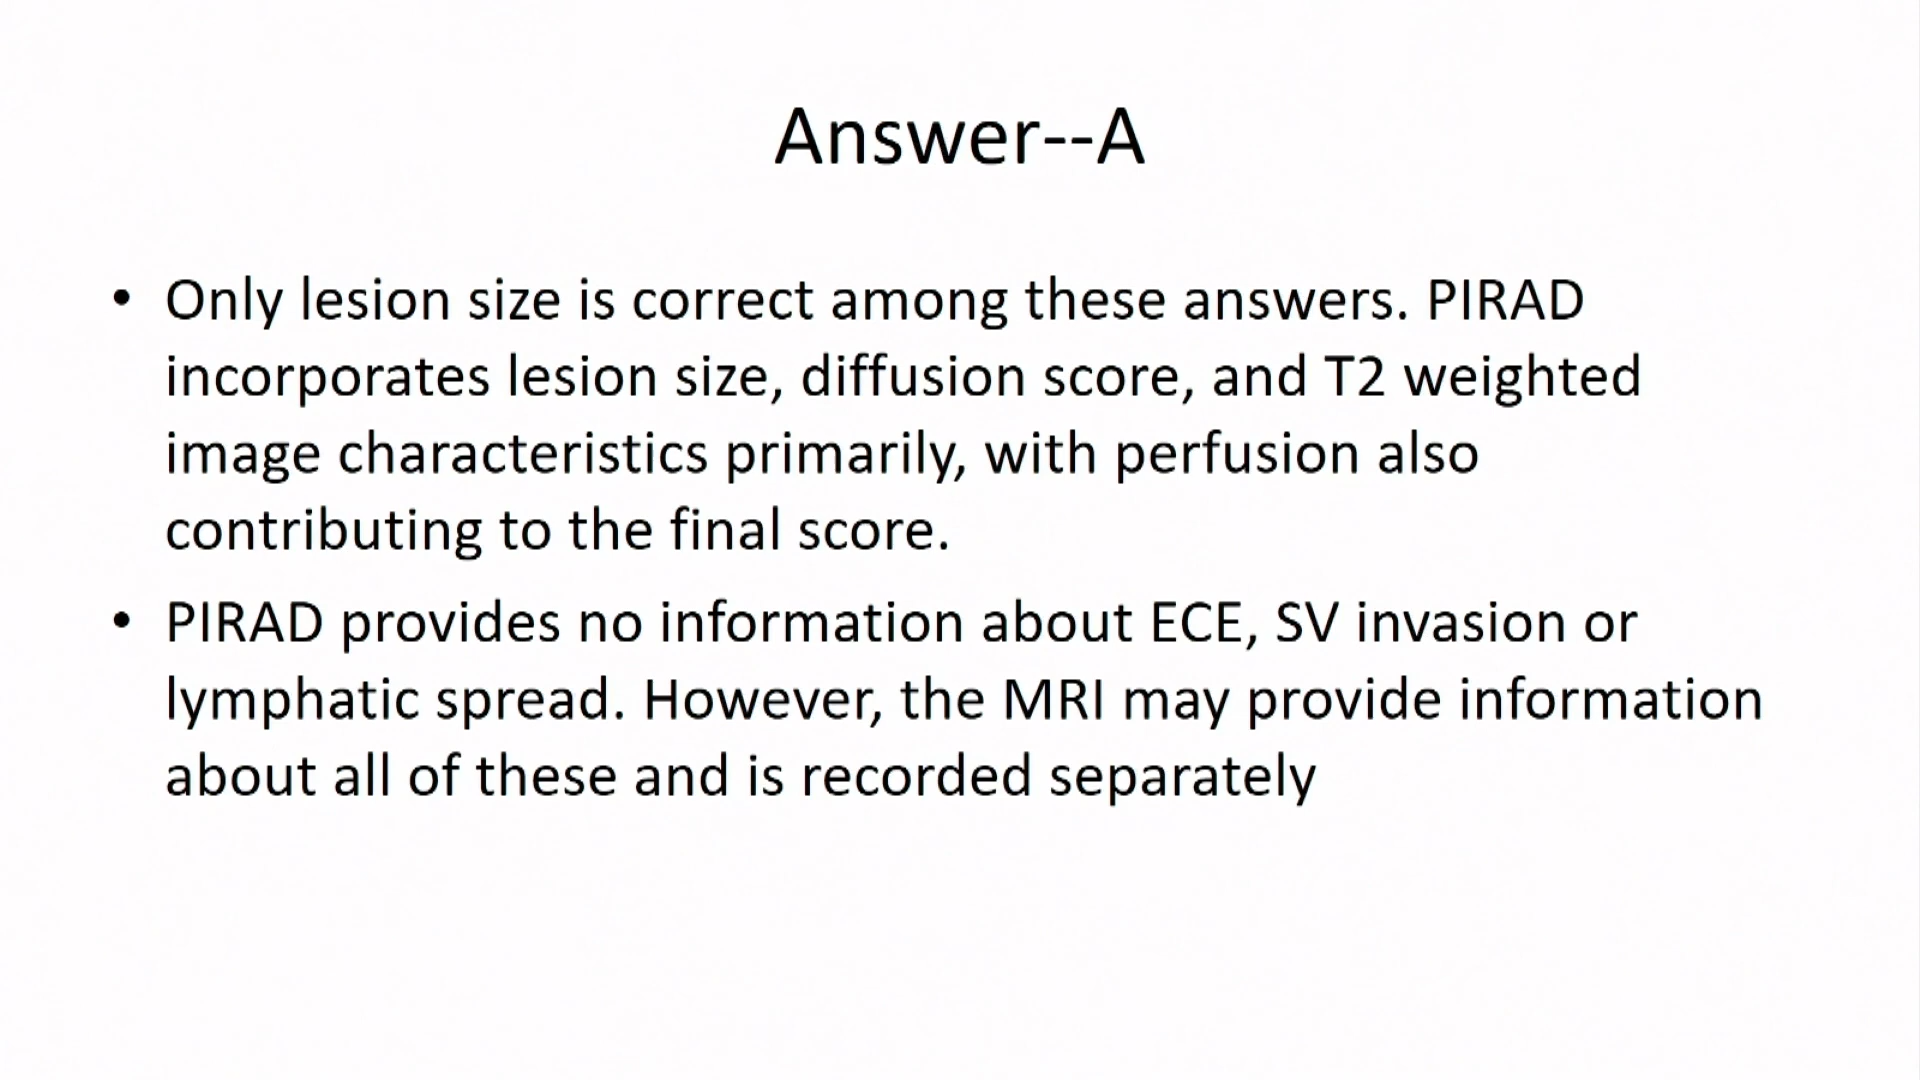 Answer--A
• Only lesion size is correct among these answers. PIRAD
incorporates lesion size, diffusion score, and T2 weighted
image characteristics primarily, with perfusion also
contributing to the final score.
• PIRAD provides no information about ECE, SV invasion or
lymphatic spread. However, the MRI may provide information
about all of these and is recorded separately